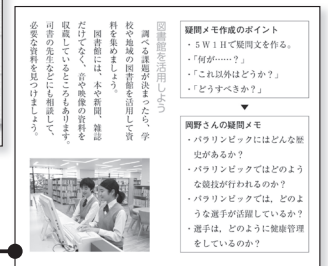 図書館を活用しよう
調べる課題が決まったら、学
校や地域の図書館を活用して資
料を集めましょう。
図書館には、本や新聞、雑誌
だけでなく、音や映像の資料を
収蔵しているところもあります。
司書の先生などにも相談して、
必要な資料を見つけましょう。
疑問メモ作成のポイント
・5W1Hで疑問文を作る。
・「何が……?」
・「これ以外はどうか?」
・「どうすべきか?」
▼
岡野さんの疑問メモ
・パラリンピックにはどんな歴
史があるか?
・パラリンピックではどのよう
な競技が行われるのか?
・パラリンピックでは,どのよ
うな選手が活躍しているか?
・選手は,どのように健康管理
をしているのか?